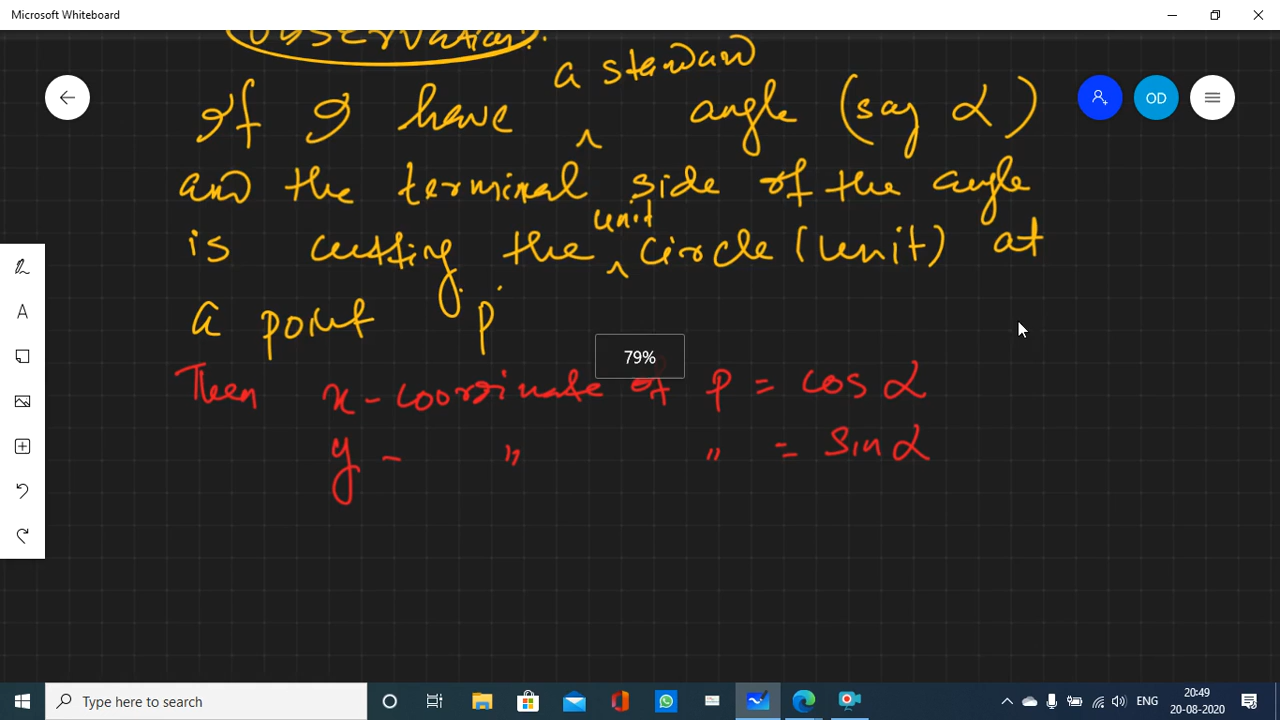 Microsoft Whiteboard
OBSERVATION:
a standard
If I have ^ angle (say α)
OD
and the terminal side of the angle
unit
is cutting the ^ circle (unit) at
a point 'p'
79%
Then x-coordinate of p = cos α
y - " " = sin α
Type here to search
ENG
20:49
20-08-2020